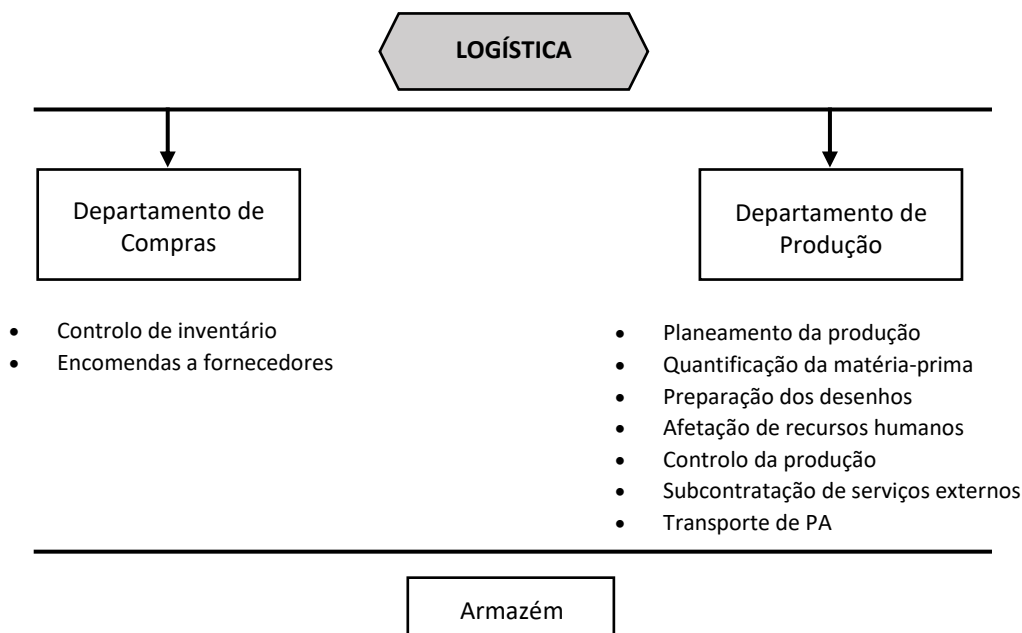 LOGÍSTICA
Departamento de
Compras
Departamento de
Produção
• Controlo de inventário
• Encomendas a fornecedores
• Planeamento da produção
• Quantificação da matéria-prima
• Preparação dos desenhos
• Afetação de recursos humanos
• Controlo da produção
• Subcontratação de serviços externos
• Transporte de PA
Armazém